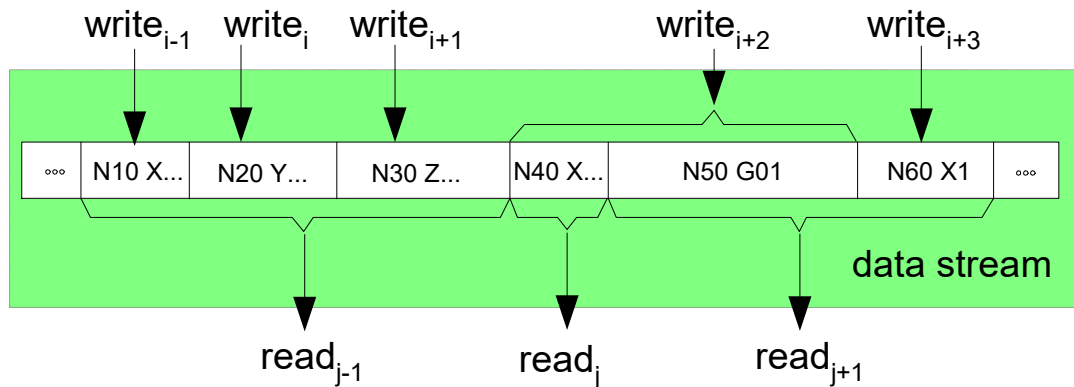 write_{i-1} write_i write_{i+1} write_{i+2} write_{i+3}
°°° N10 X... N20 Y... N30 Z... N40 X... N50 G01 N60 X1 °°°
data stream
read_{j-1} read_j read_{j+1}